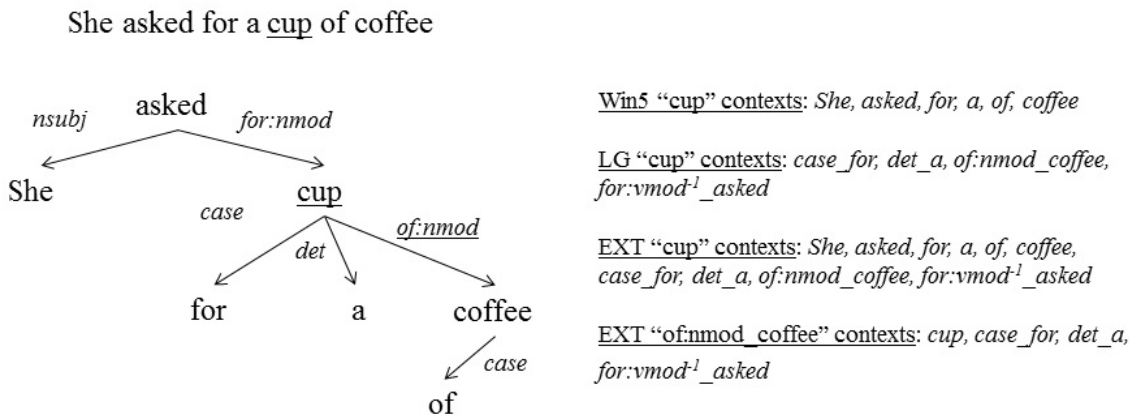 She asked for a cup of coffee
asked
nsubj
for:nmod
She
cup
case
det
of:nmod
for
a
coffee
case
of
Win5 “cup” contexts: She, asked, for, a, of, coffee
LG “cup” contexts: case_for, det_a, of:nmod_coffee,
for:vmod⁻¹_asked
EXT “cup” contexts: She, asked, for, a, of, coffee,
case_for, det_a, of:nmod_coffee, for:vmod⁻¹_asked
EXT “of:nmod_coffee” contexts: cup, case_for, det_a,
for:vmod⁻¹_asked